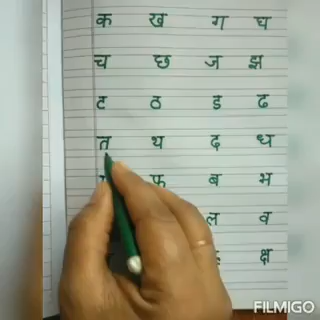 क ख ग घ
च छ ज झ
ट ठ ड ढ
त थ द ध
फ ब भ
ल व
क्ष
FILMIGO